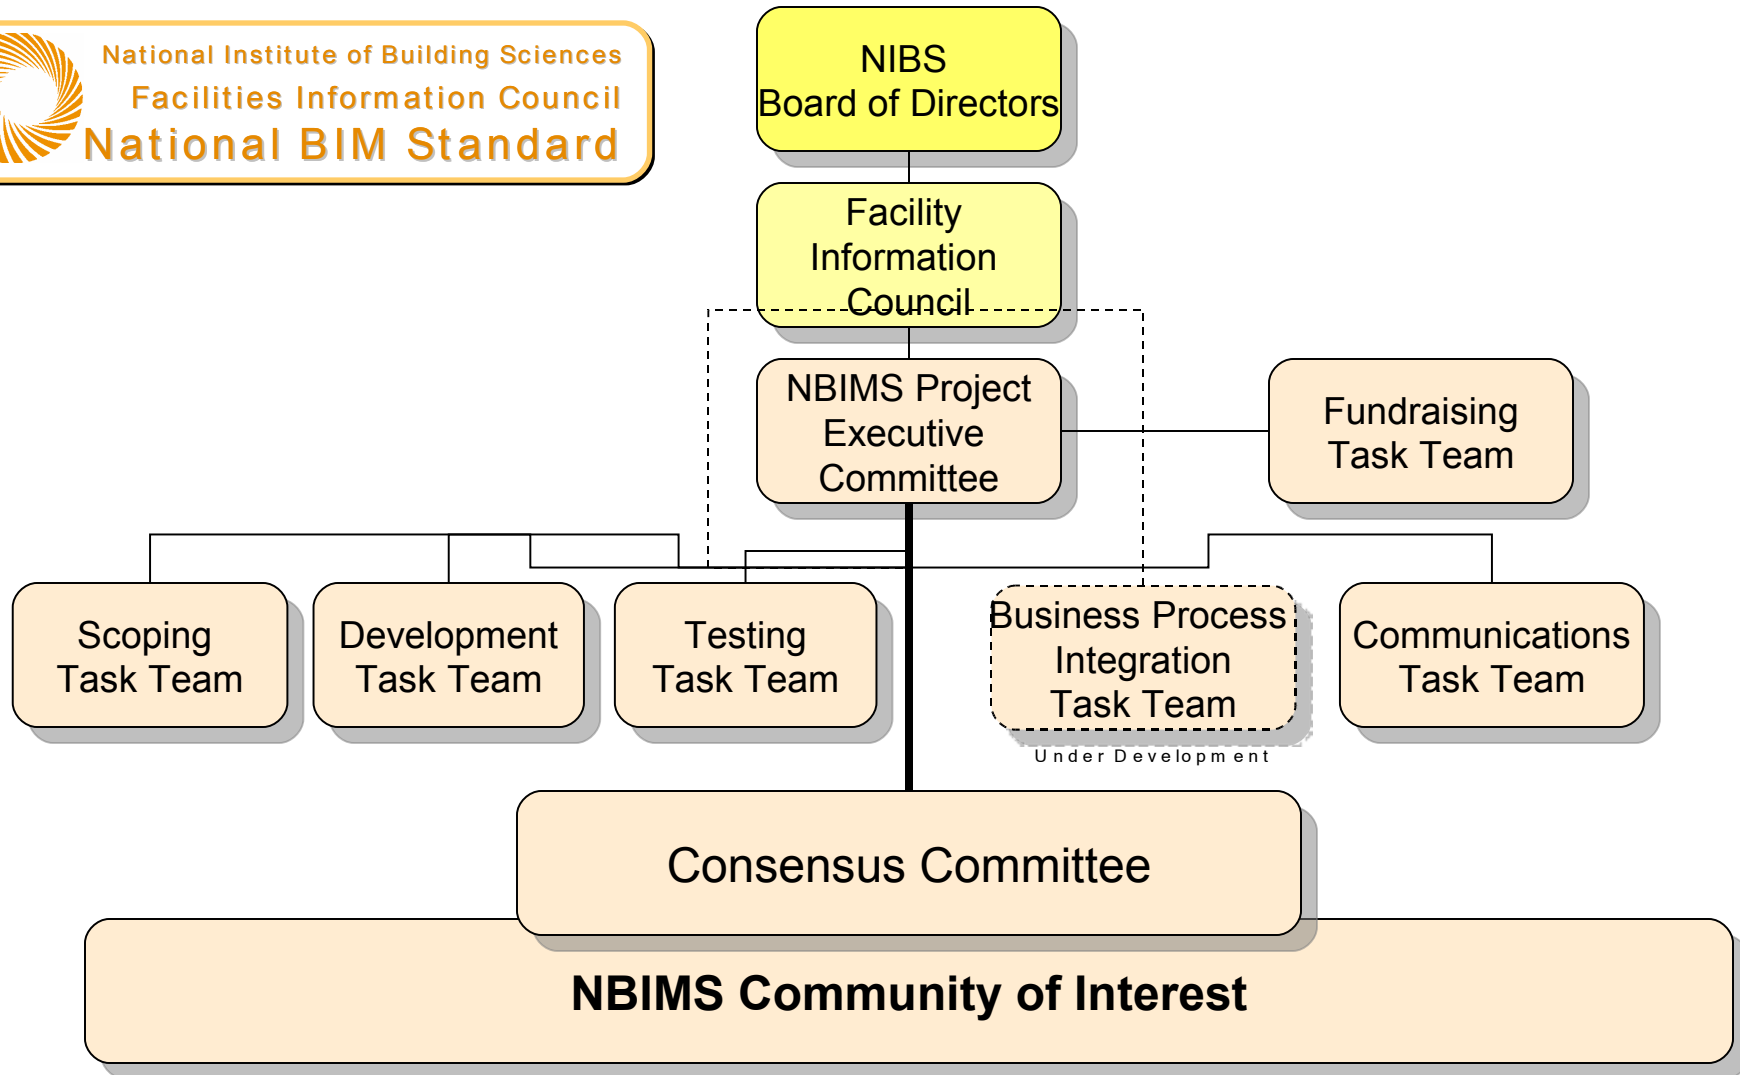 National Institute of Building Sciences
Facilities Information Council
National BIM Standard
NIBS
Board of Directors
Facility
Information
Council
NBIMS Project
Executive
Committee
Fundraising
Task Team
Scoping
Task Team
Development
Task Team
Testing
Task Team
Business Process
Integration
Task Team
Under Development
Communications
Task Team
Consensus Committee
NBIMS Community of Interest